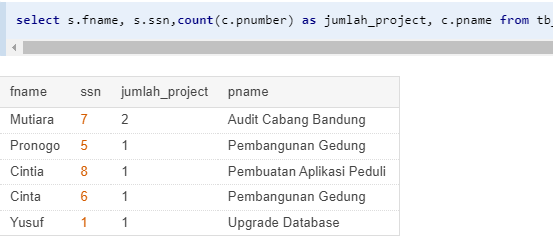 select s.fname, s.ssn,count(c.pnumber) as jumlah_project, c.pname from tb_
fname ssn jumlah_project pname
Mutiara 7 2 Audit Cabang Bandung
Pronogo 5 1 Pembangunan Gedung
Cintia 8 1 Pembuatan Aplikasi Peduli
Cinta 6 1 Pembangunan Gedung
Yusuf 1 1 Upgrade Database